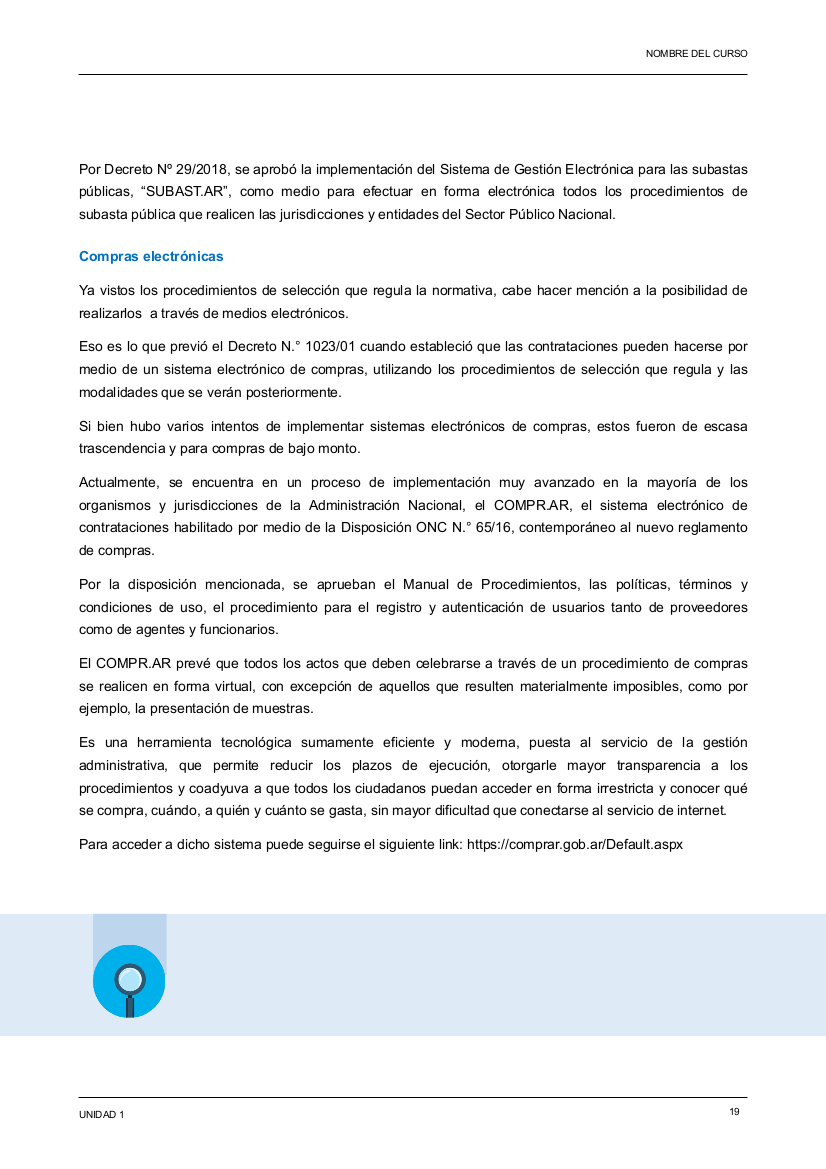 NOMBRE DEL CURSO
Por Decreto Nº 29/2018, se aprobó la implementación del Sistema de Gestión Electrónica para las subastas
públicas, “SUBAST.AR”, como medio para efectuar en forma electrónica todos los procedimientos de
subasta pública que realicen las jurisdicciones y entidades del Sector Público Nacional.
Compras electrónicas
Ya vistos los procedimientos de selección que regula la normativa, cabe hacer mención a la posibilidad de
realizarlos  a través de medios electrónicos.
Eso es lo que previó el Decreto N.° 1023/01 cuando estableció que las contrataciones pueden hacerse por
medio de un sistema electrónico de compras, utilizando los procedimientos de selección que regula y las
modalidades que se verán posteriormente.
Si bien hubo varios intentos de implementar sistemas electrónicos de compras, estos fueron de escasa
trascendencia y para compras de bajo monto.
Actualmente, se encuentra en un proceso de implementación muy avanzado en la mayoría de los
organismos y jurisdicciones de la Administración Nacional, el COMPR.AR, el sistema electrónico de
contrataciones habilitado por medio de la Disposición ONC N.° 65/16, contemporáneo al nuevo reglamento
de compras.
Por la disposición mencionada, se aprueban el Manual de Procedimientos, las políticas, términos y
condiciones de uso, el procedimiento para el registro y autenticación de usuarios tanto de proveedores
como de agentes y funcionarios.
El COMPR.AR prevé que todos los actos que deben celebrarse a través de un procedimiento de compras
se realicen en forma virtual, con excepción de aquellos que resulten materialmente imposibles, como por
ejemplo, la presentación de muestras.
Es una herramienta tecnológica sumamente eficiente y moderna, puesta al servicio de la gestión
administrativa, que permite reducir los plazos de ejecución, otorgarle mayor transparencia a los
procedimientos y coadyuva a que todos los ciudadanos puedan acceder en forma irrestricta y conocer qué
se compra, cuándo, a quién y cuánto se gasta, sin mayor dificultad que conectarse al servicio de internet.
Para acceder a dicho sistema puede seguirse el siguiente link: https://comprar.gob.ar/Default.aspx
UNIDAD 1
19